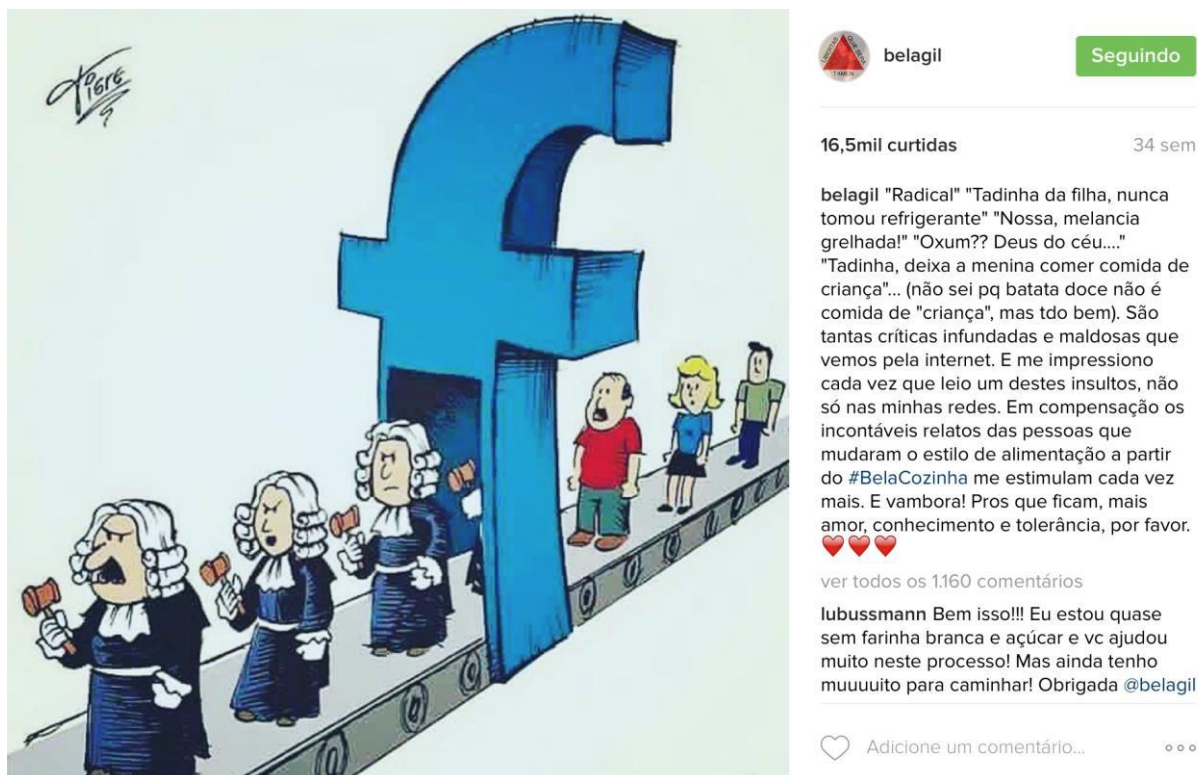 Tigre
f
belagil
Seguindo
16,5mil curtidas
34 sem
belagil "Radical" "Tadinha da filha, nunca
tomou refrigerante" "Nossa, melancia
grelhada!" "Oxum?? Deus do céu...."
"Tadinha, deixa a menina comer comida de
criança"... (não sei pq batata doce não é
comida de "criança", mas tdo bem). São
tantas críticas infundadas e maldosas que
vemos pela internet. E me impressiono
cada vez que leio um destes insultos, não
só nas minhas redes. Em compensação os
incontáveis relatos das pessoas que
mudaram o estilo de alimentação a partir
do #BelaCozinha me estimulam cada vez
mais. E vambora! Pros que ficam, mais
amor, conhecimento e tolerância, por favor.
ver todos os 1.160 comentários
lubussmann Bem isso!!! Eu estou quase
sem farinha branca e açúcar e vc ajudou
muito neste processo! Mas ainda tenho
muuuuito para caminhar! Obrigada @belagil
Adicione um comentário...